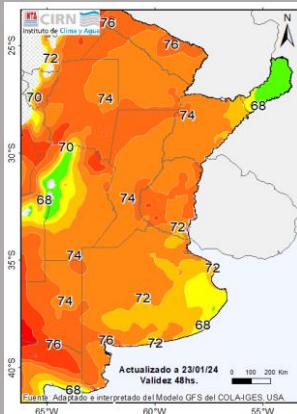 INTA CIRN
Instituto de Clima y Agua
N
76
76
25°S
72
70
74
74
68
30°S
70
68
74
72
35°S
74
72
72
74
68
76
76
72
40°S
68
Actualizado a 23/01/24
Validez 48hs.
0 100 200
Km
Fuente: Adaptado e interpretado del Modelo GFS del COLA-IGES, USA.
65°W 60°W 55°W